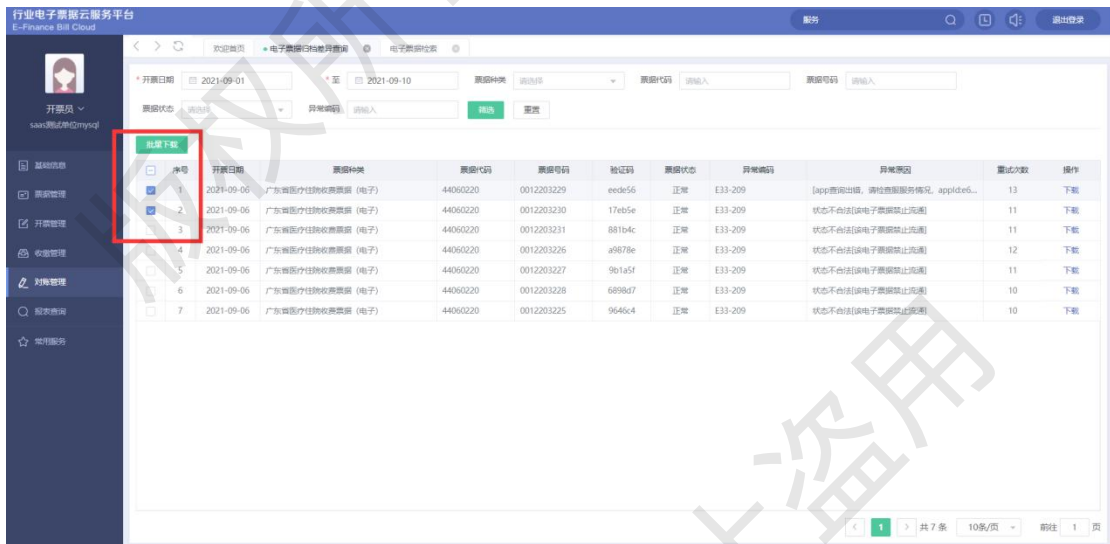 行业电子票据云服务平台
E-Finance Bill Cloud
服务
退出登录
欢迎首页
电子票据归档差异查询
电子票据检索
开票员
saas测试单位mysql
基础信息
票据管理
开票管理
收缴管理
对账管理
报表查询
常用服务
* 开票日期 2021-09-01 * 至 2021-09-10 票据种类 请选择 票据代码 请输入 票据号码 请输入
票据状态 请选择 异常编码 请输入 筛选 重置
批量下载
序号 开票日期 票据种类 票据代码 票据号码 验证码 票据状态 异常编码 异常原因 重试次数 操作
1 2021-09-06 广东省医疗住院收费票据（电子） 44060220 0012203229 eede56 正常 E33-209 [app查询出错，请检查服务情况，appId:e6... 13 下载
2 2021-09-06 广东省医疗住院收费票据（电子） 44060220 0012203230 17eb5e 正常 E33-209 状态不合法[该电子票据禁止流通] 11 下载
3 2021-09-06 广东省医疗住院收费票据（电子） 44060220 0012203231 881b4c 正常 E33-209 状态不合法[该电子票据禁止流通] 11 下载
4 2021-09-06 广东省医疗住院收费票据（电子） 44060220 0012203226 a9878e 正常 E33-209 状态不合法[该电子票据禁止流通] 12 下载
5 2021-09-06 广东省医疗住院收费票据（电子） 44060220 0012203227 9b1a5f 正常 E33-209 状态不合法[该电子票据禁止流通] 11 下载
6 2021-09-06 广东省医疗住院收费票据（电子） 44060220 0012203228 6898d7 正常 E33-209 状态不合法[该电子票据禁止流通] 10 下载
7 2021-09-06 广东省医疗住院收费票据（电子） 44060220 0012203225 9646c4 正常 E33-209 状态不合法[该电子票据禁止流通] 10 下载
1 共 7 条 10条/页 前往 1 页
版权所
止盗用